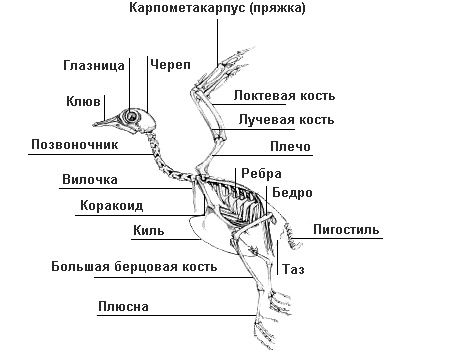 Карпометакарпус (пряжка)
Глазница
Череп
Клюв
Локтевая кость
Лучевая кость
Позвоночник
Плечо
Вилочка
Ребра
Бедро
Коракоид
Киль
Пигостиль
Большая берцовая кость
Таз
Плюсна